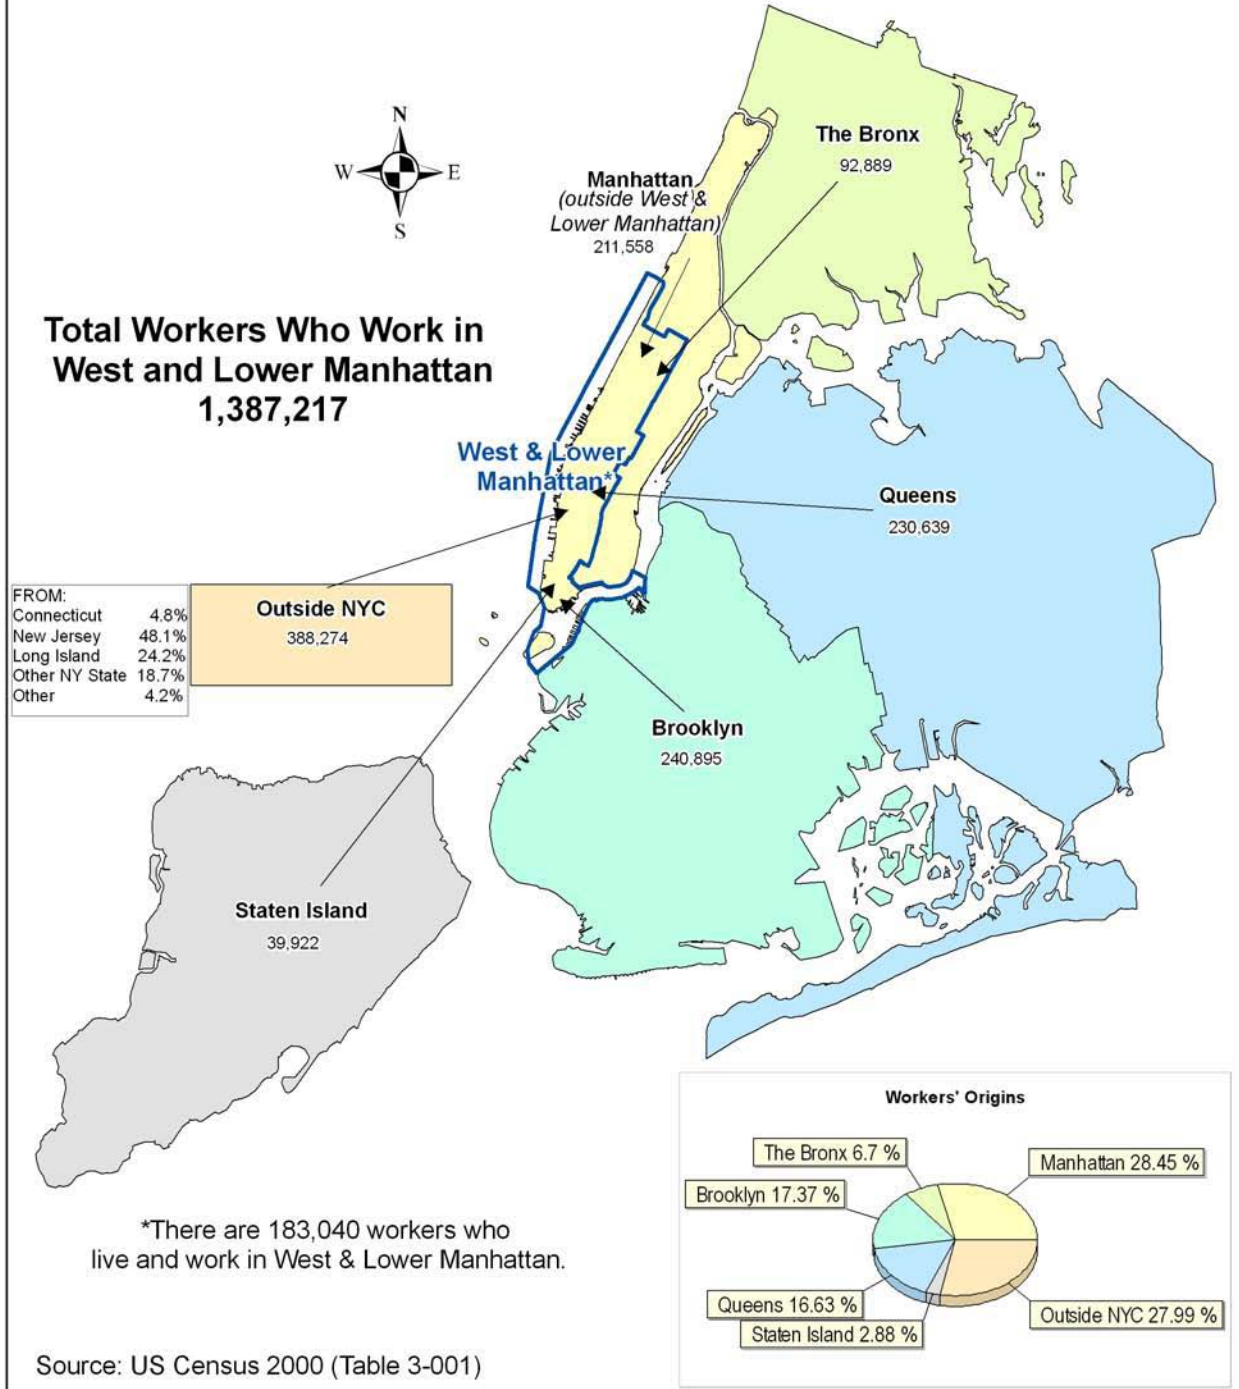 N
W E
S
The Bronx
92,889
Manhattan
(outside West &
Lower Manhattan)
211,558
Total Workers Who Work in
West and Lower Manhattan
1,387,217
West & Lower
Manhattan*
Queens
230,639
FROM:
Connecticut 4.8%
New Jersey 48.1%
Long Island 24.2%
Other NY State 18.7%
Other 4.2%
Outside NYC
388,274
Brooklyn
240,895
Staten Island
39,922
*There are 183,040 workers who
live and work in West & Lower Manhattan.
Source: US Census 2000 (Table 3-001)
Workers' Origins
The Bronx 6.7 %
Manhattan 28.45 %
Brooklyn 17.37 %
Queens 16.63 %
Staten Island 2.88 %
Outside NYC 27.99 %